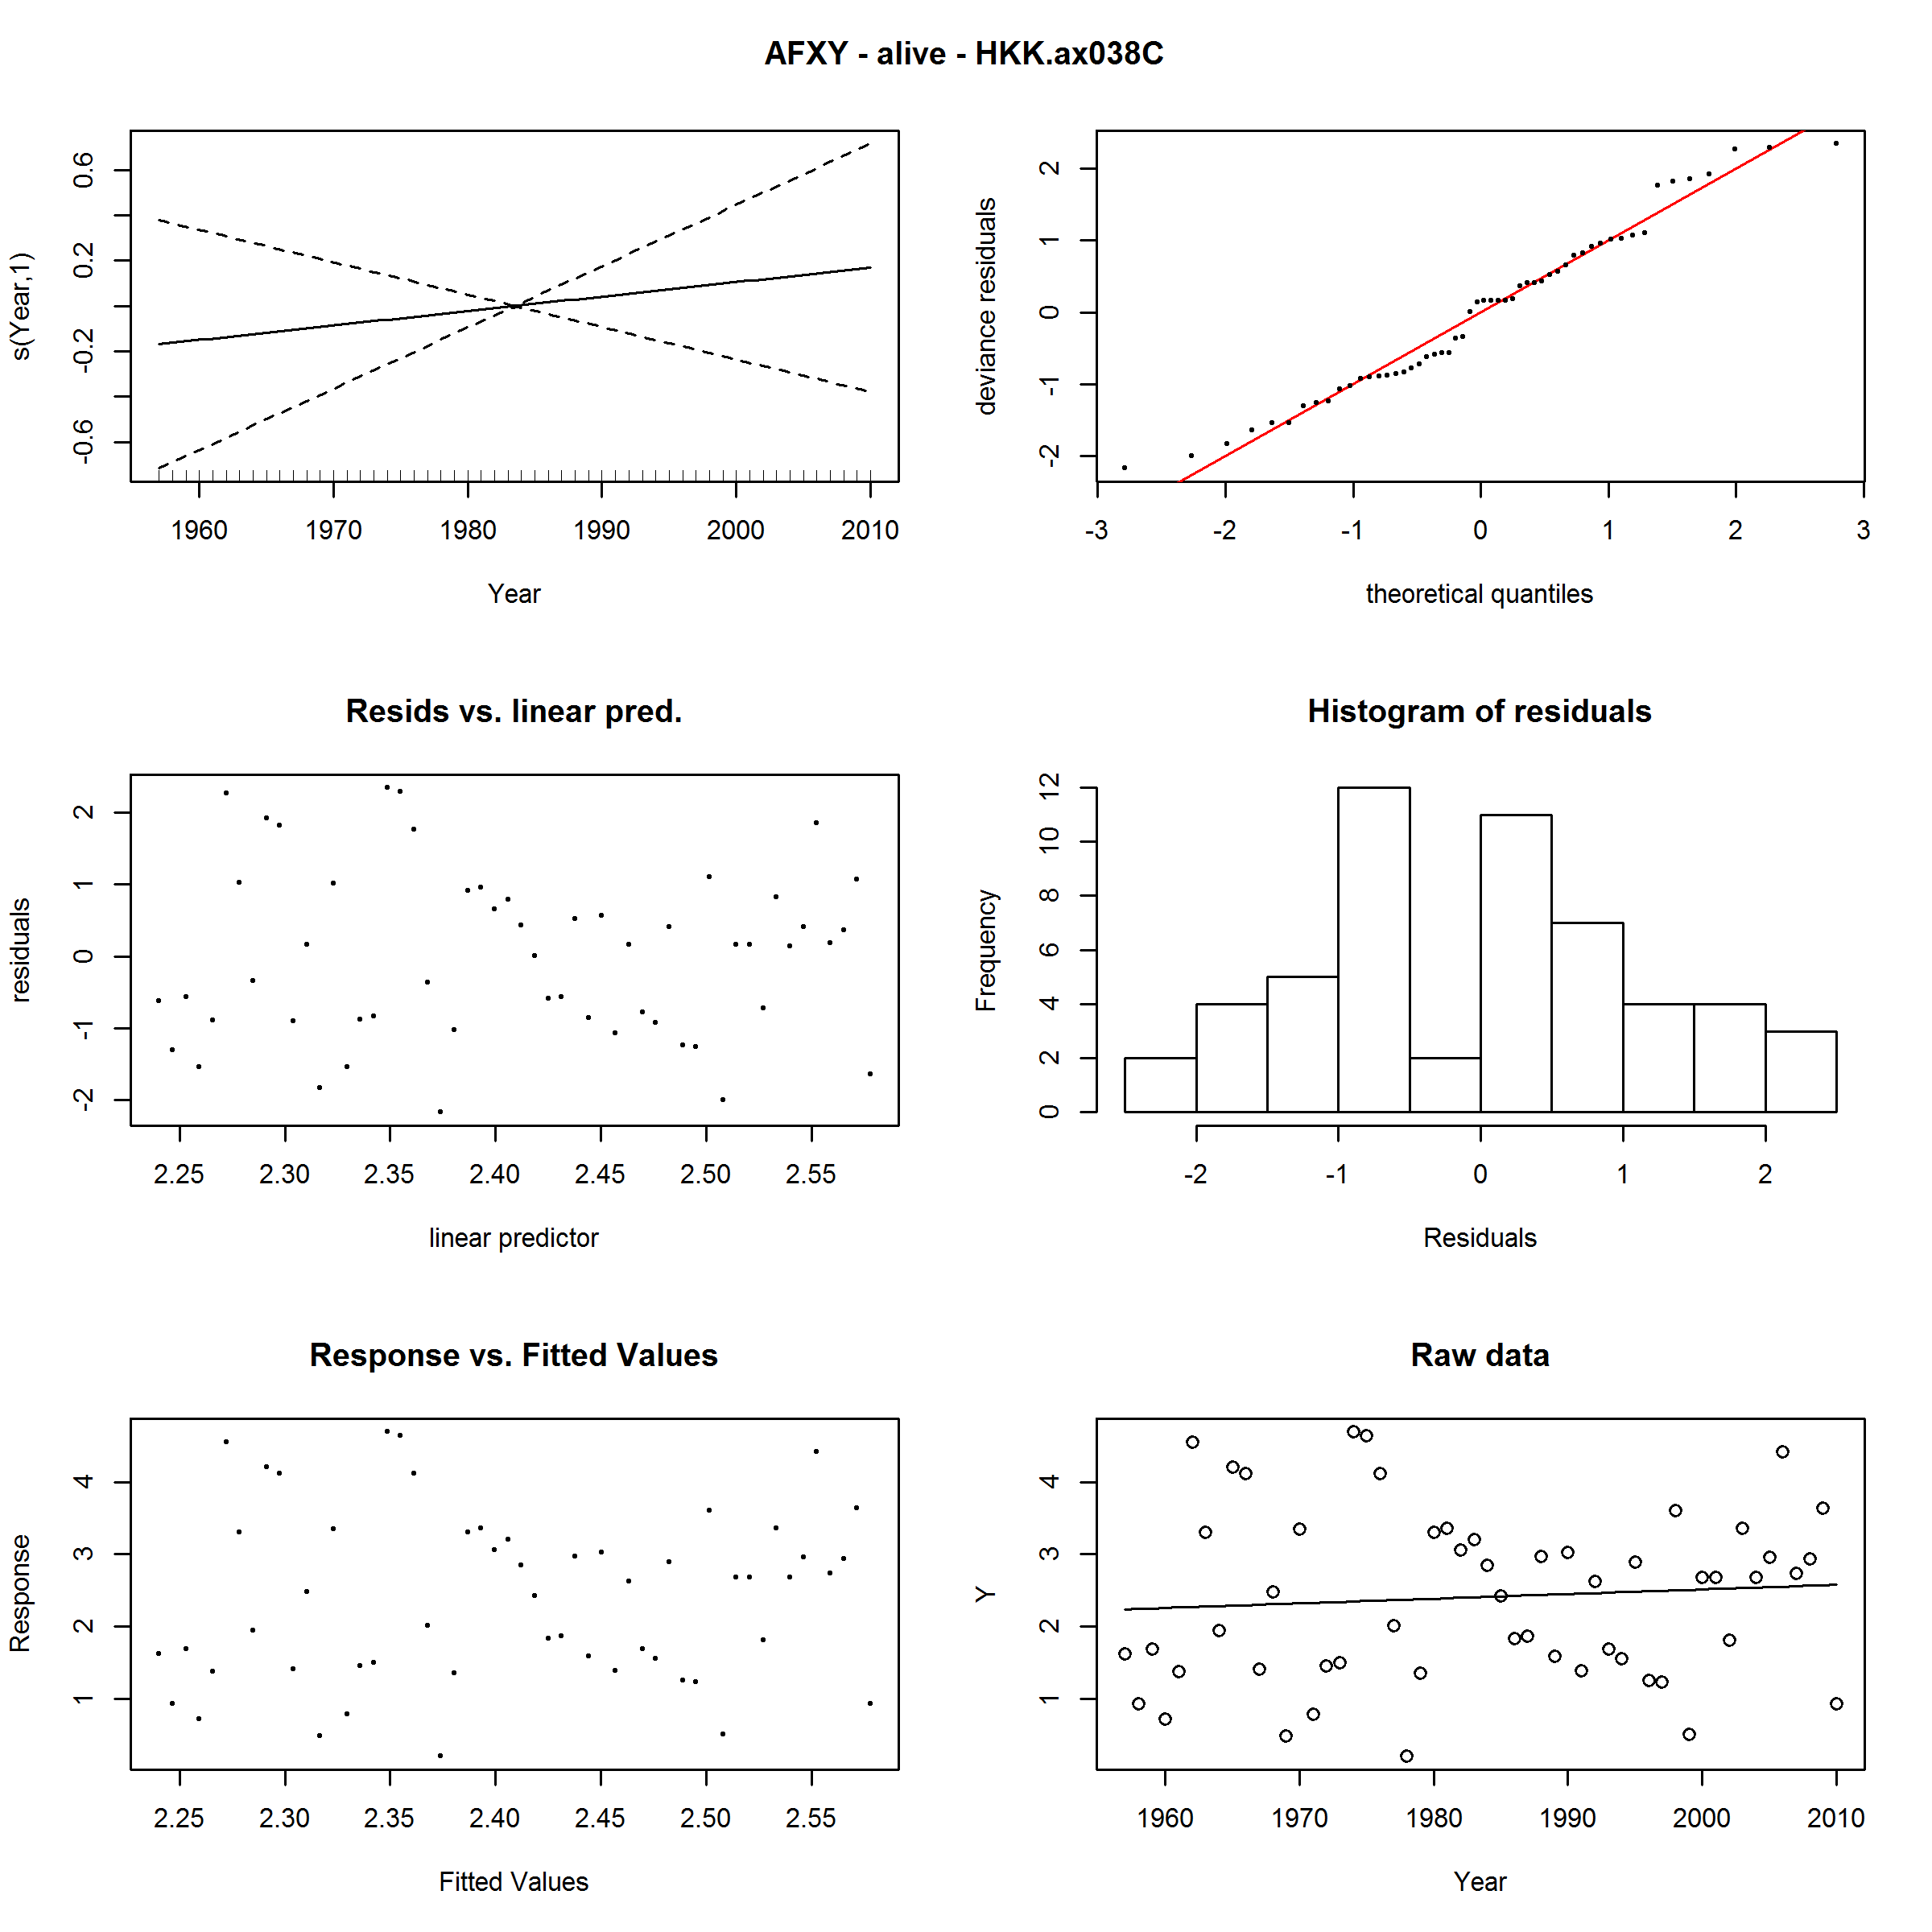 AFXY - alive - HKK.ax038C
s(Year,1)
-0.6 -0.2 0.2 0.6
1960 1970 1980 1990 2000 2010
Year
deviance residuals
-2 -1 0 1 2
-3 -2 -1 0 1 2 3
theoretical quantiles
Resids vs. linear pred.
residuals
-2 -1 0 1 2
2.25 2.30 2.35 2.40 2.45 2.50 2.55
linear predictor
Histogram of residuals
Frequency
0 2 4 6 8 10 12
-2 -1 0 1 2
Residuals
Response vs. Fitted Values
Response
1 2 3 4
2.25 2.30 2.35 2.40 2.45 2.50 2.55
Fitted Values
Raw data
Y
1 2 3 4
1960 1970 1980 1990 2000 2010
Year